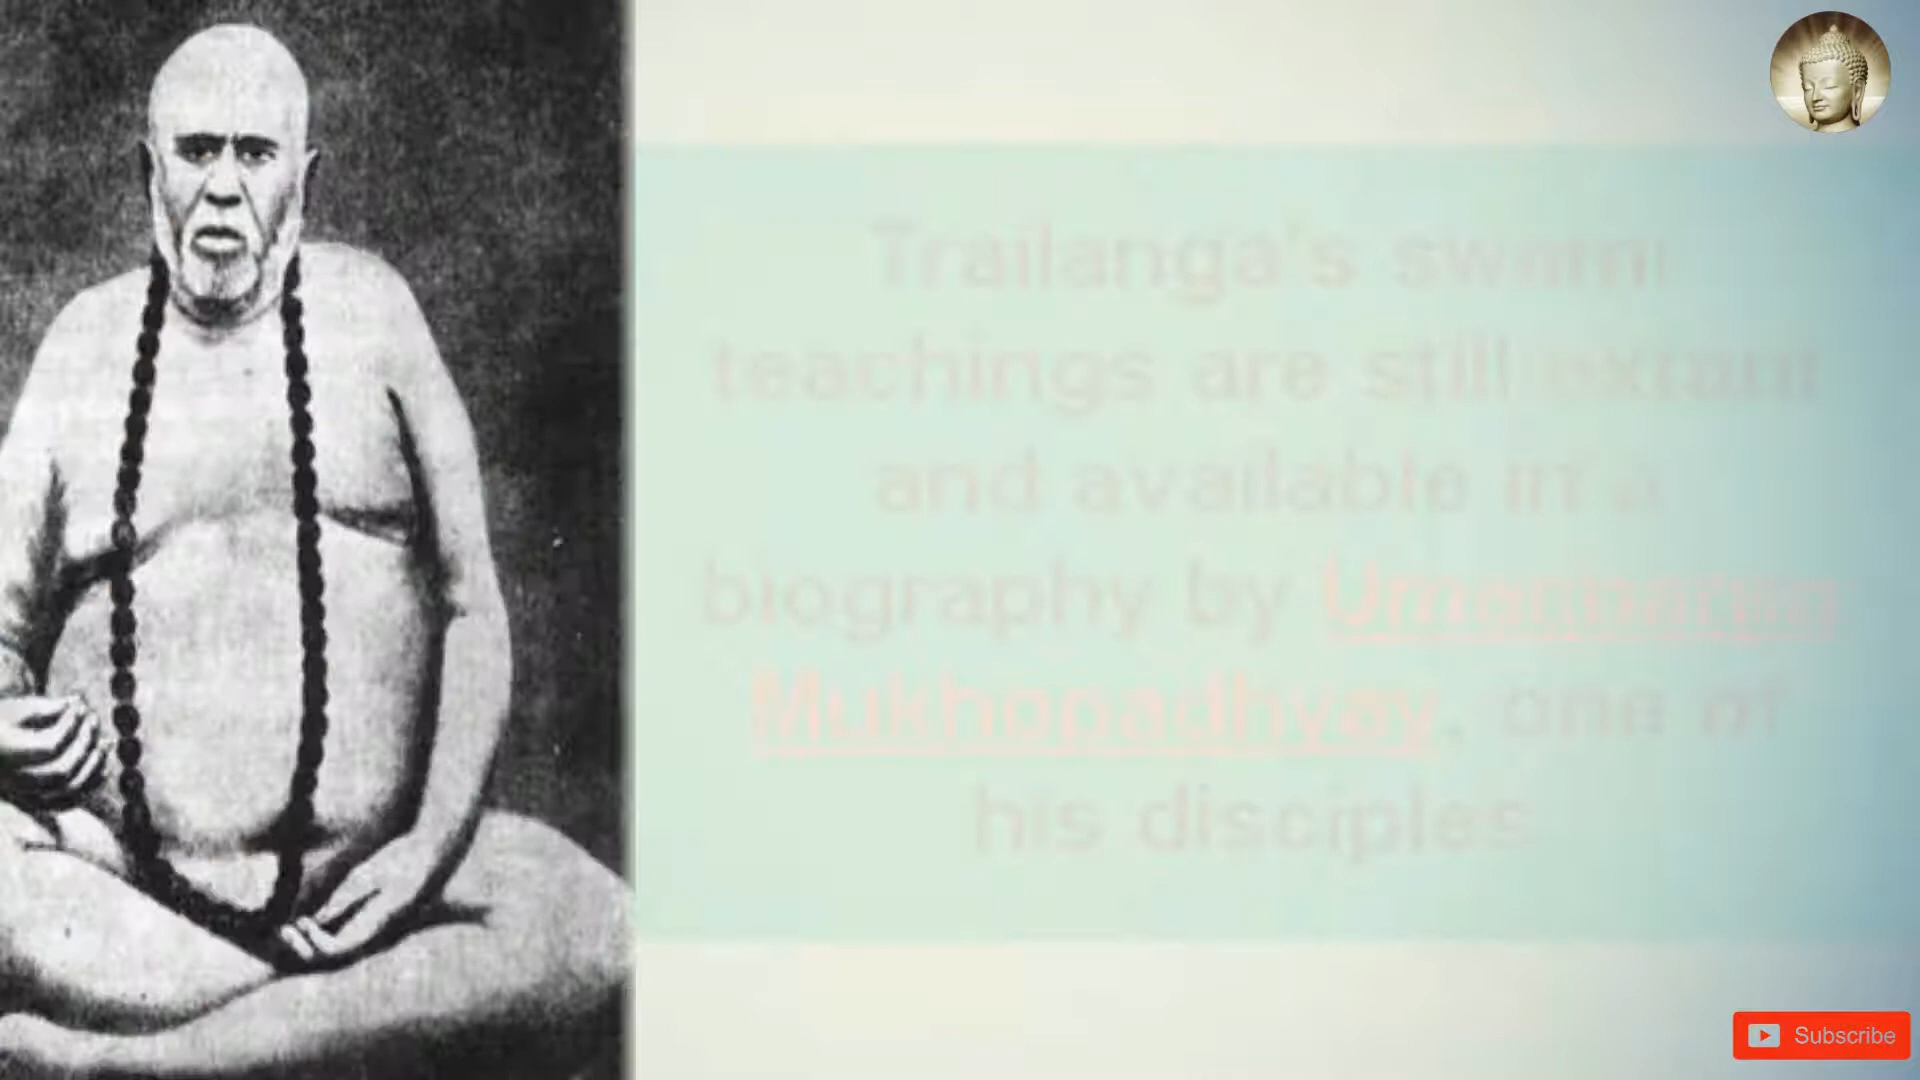 Trailanga's swami
teachings are still extant
and available in a
biography by Umacharan
Mukhopadhyay, one of
his disciples
Subscribe